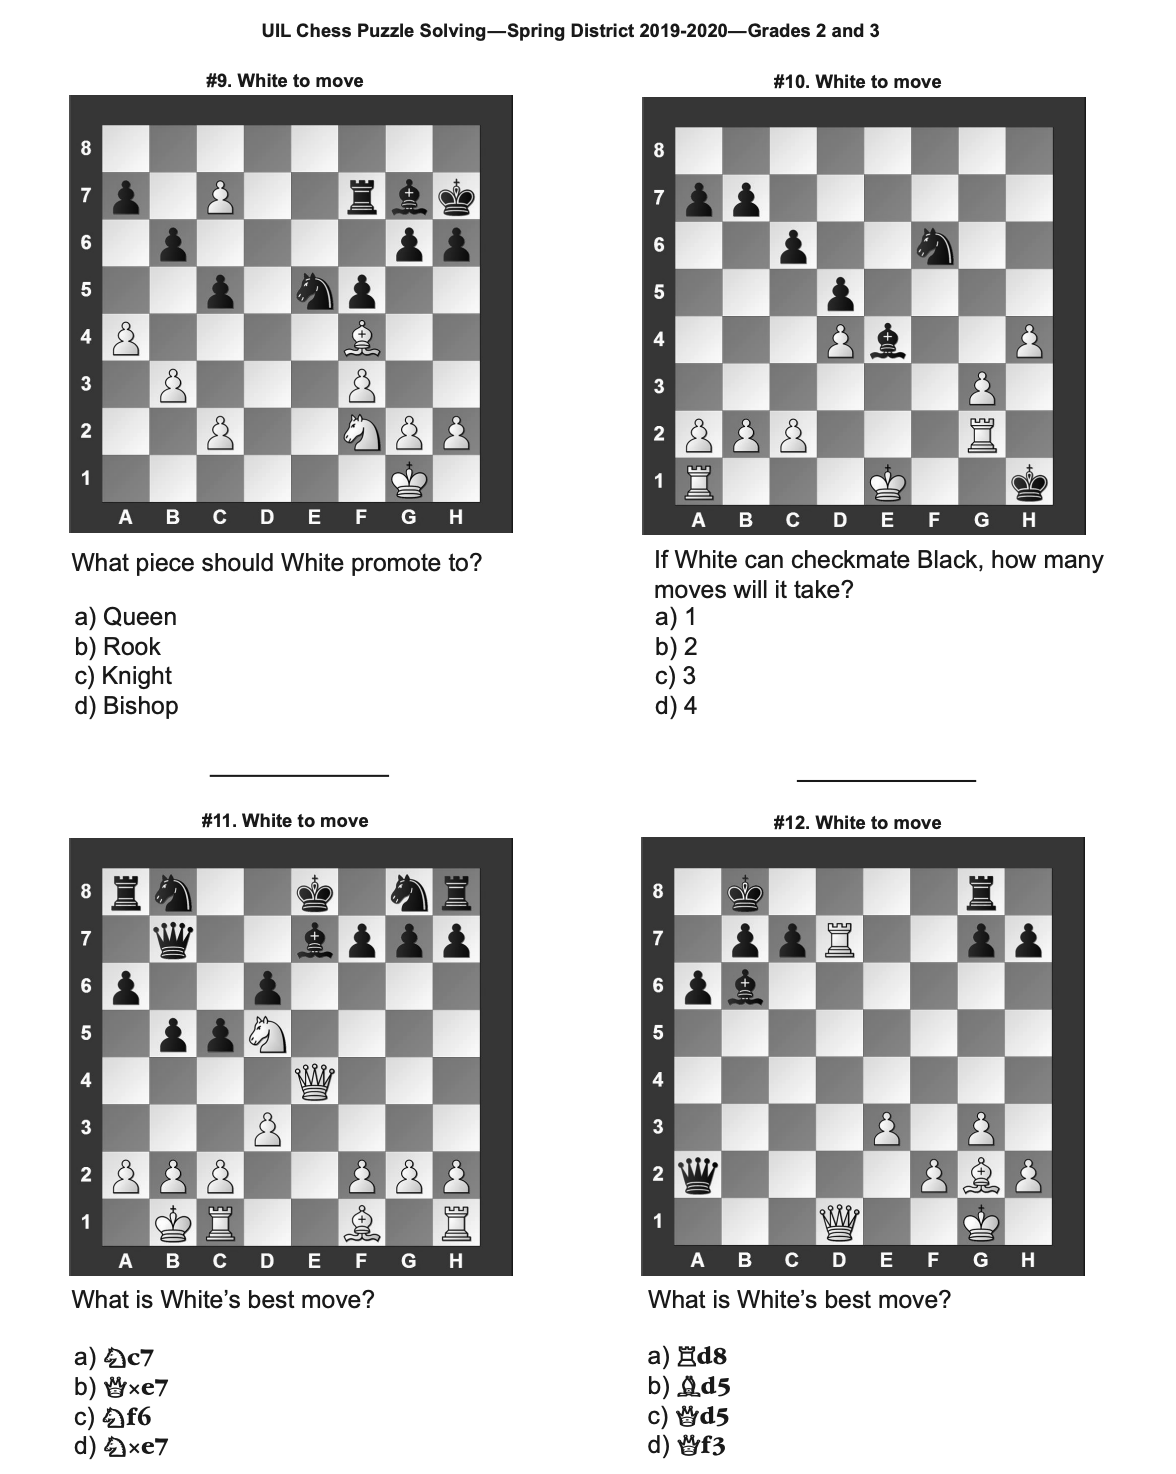 UIL Chess Puzzle Solving—Spring District 2019-2020—Grades 2 and 3
#9. White to move
8
7
6
5
4
3
2
1
A B C D E F G H
What piece should White promote to?
a) Queen
b) Rook
c) Knight
d) Bishop
#10. White to move
8
7
6
5
4
3
2
1
A B C D E F G H
If White can checkmate Black, how many
moves will it take?
a) 1
b) 2
c) 3
d) 4
#11. White to move
8
7
6
5
4
3
2
1
A B C D E F G H
What is White’s best move?
a) ♘c7
b) ♕×e7
c) ♘f6
d) ♘×e7
#12. White to move
8
7
6
5
4
3
2
1
A B C D E F G H
What is White’s best move?
a) ♖d8
b) ♗d5
c) ♕d5
d) ♕f3